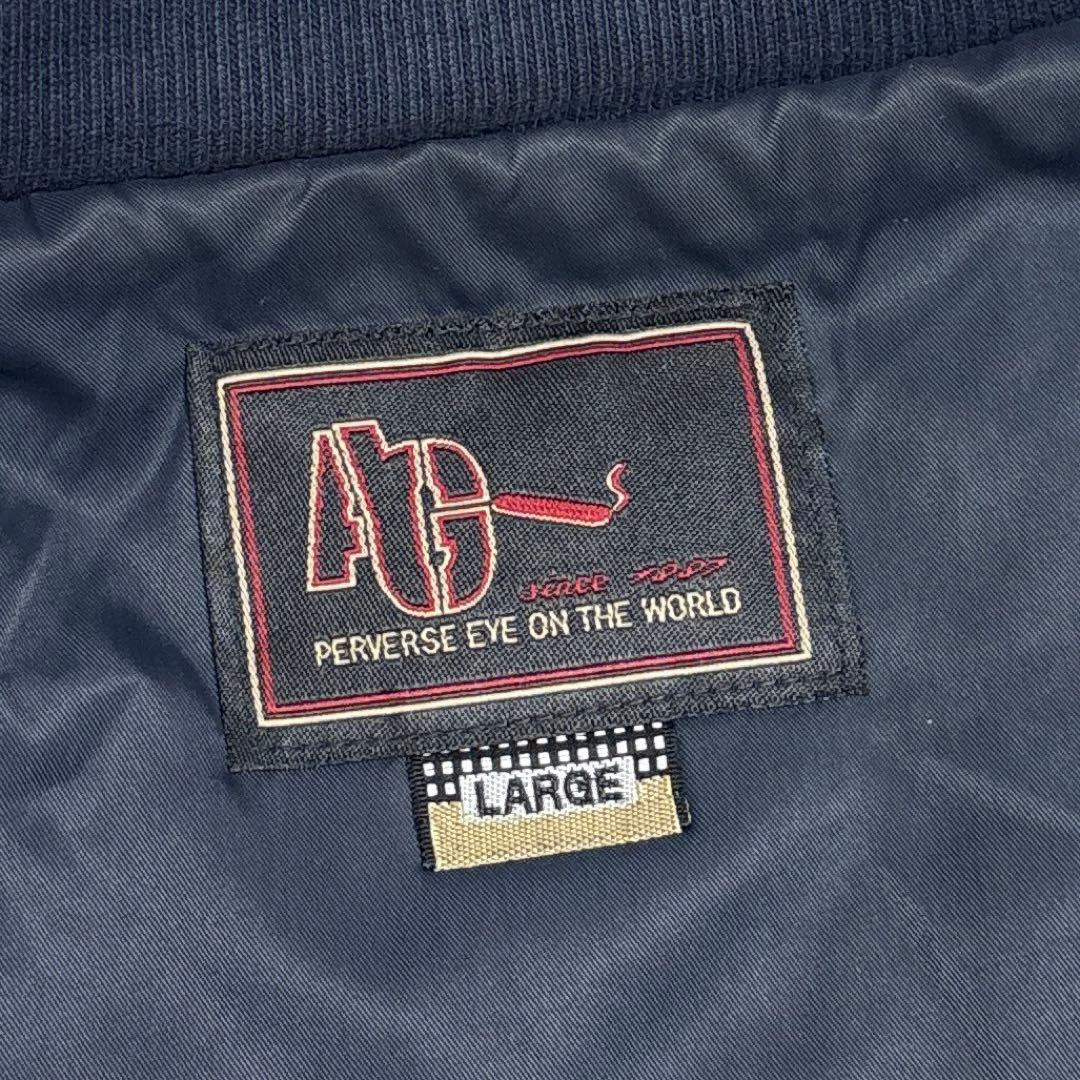 since
PERVERSE EYE ON THE WORLD
LARGE